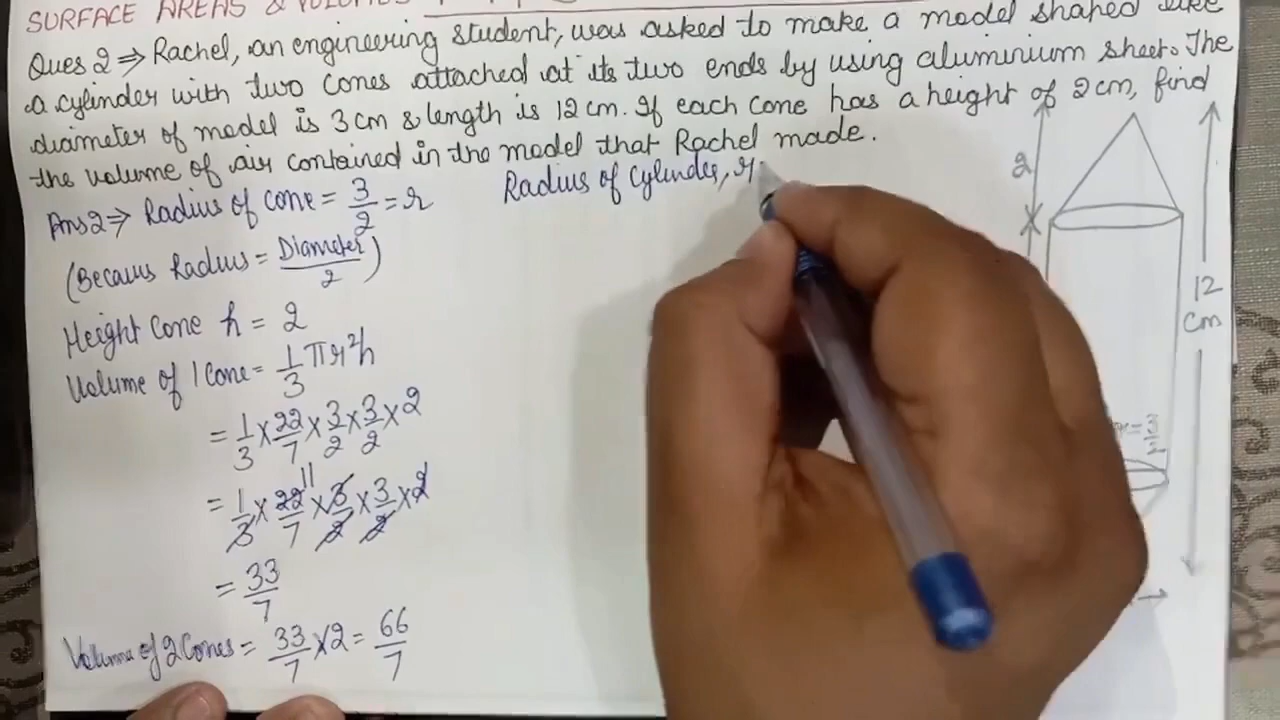 SURFACE AREAS & VOLUMES
Ques 2 ⇒ Rachel, an engineering student, was asked to make a model shaped like
a cylinder with two cones attached at its two ends by using aluminium sheet. The
diameter of model is 3 cm & length is 12 cm. If each cone has a height of 2 cm, find
the volume of air contained in the model that Rachel made.
Ans 2 ⇒ Radius of cone = 3/2 = r
(Becaus Radius = Diameter/2)
Height Cone h = 2
Volume of 1 Cone = 1/3 πr²h
= 1/3 × 22/7 × 3/2 × 3/2 × 2
= 1/3 × 22/7 11 × 3/2 × 3/2 × 2
= 33/7
Volume of 2 Cones = 33/7 × 2 = 66/7
Radius of Cylinder, r
2
12
cm
= 3/2